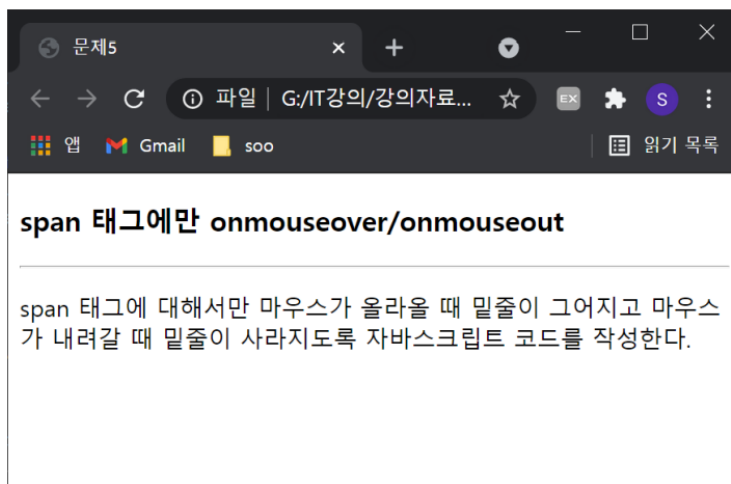 문제5
파일 G:/IT강의/강의자료...
EX
S
앱 Gmail soo 읽기 목록
span 태그에만 onmouseover/onmouseout
span 태그에 대해서만 마우스가 올라올 때 밑줄이 그어지고 마우스
가 내려갈 때 밑줄이 사라지도록 자바스크립트 코드를 작성한다.